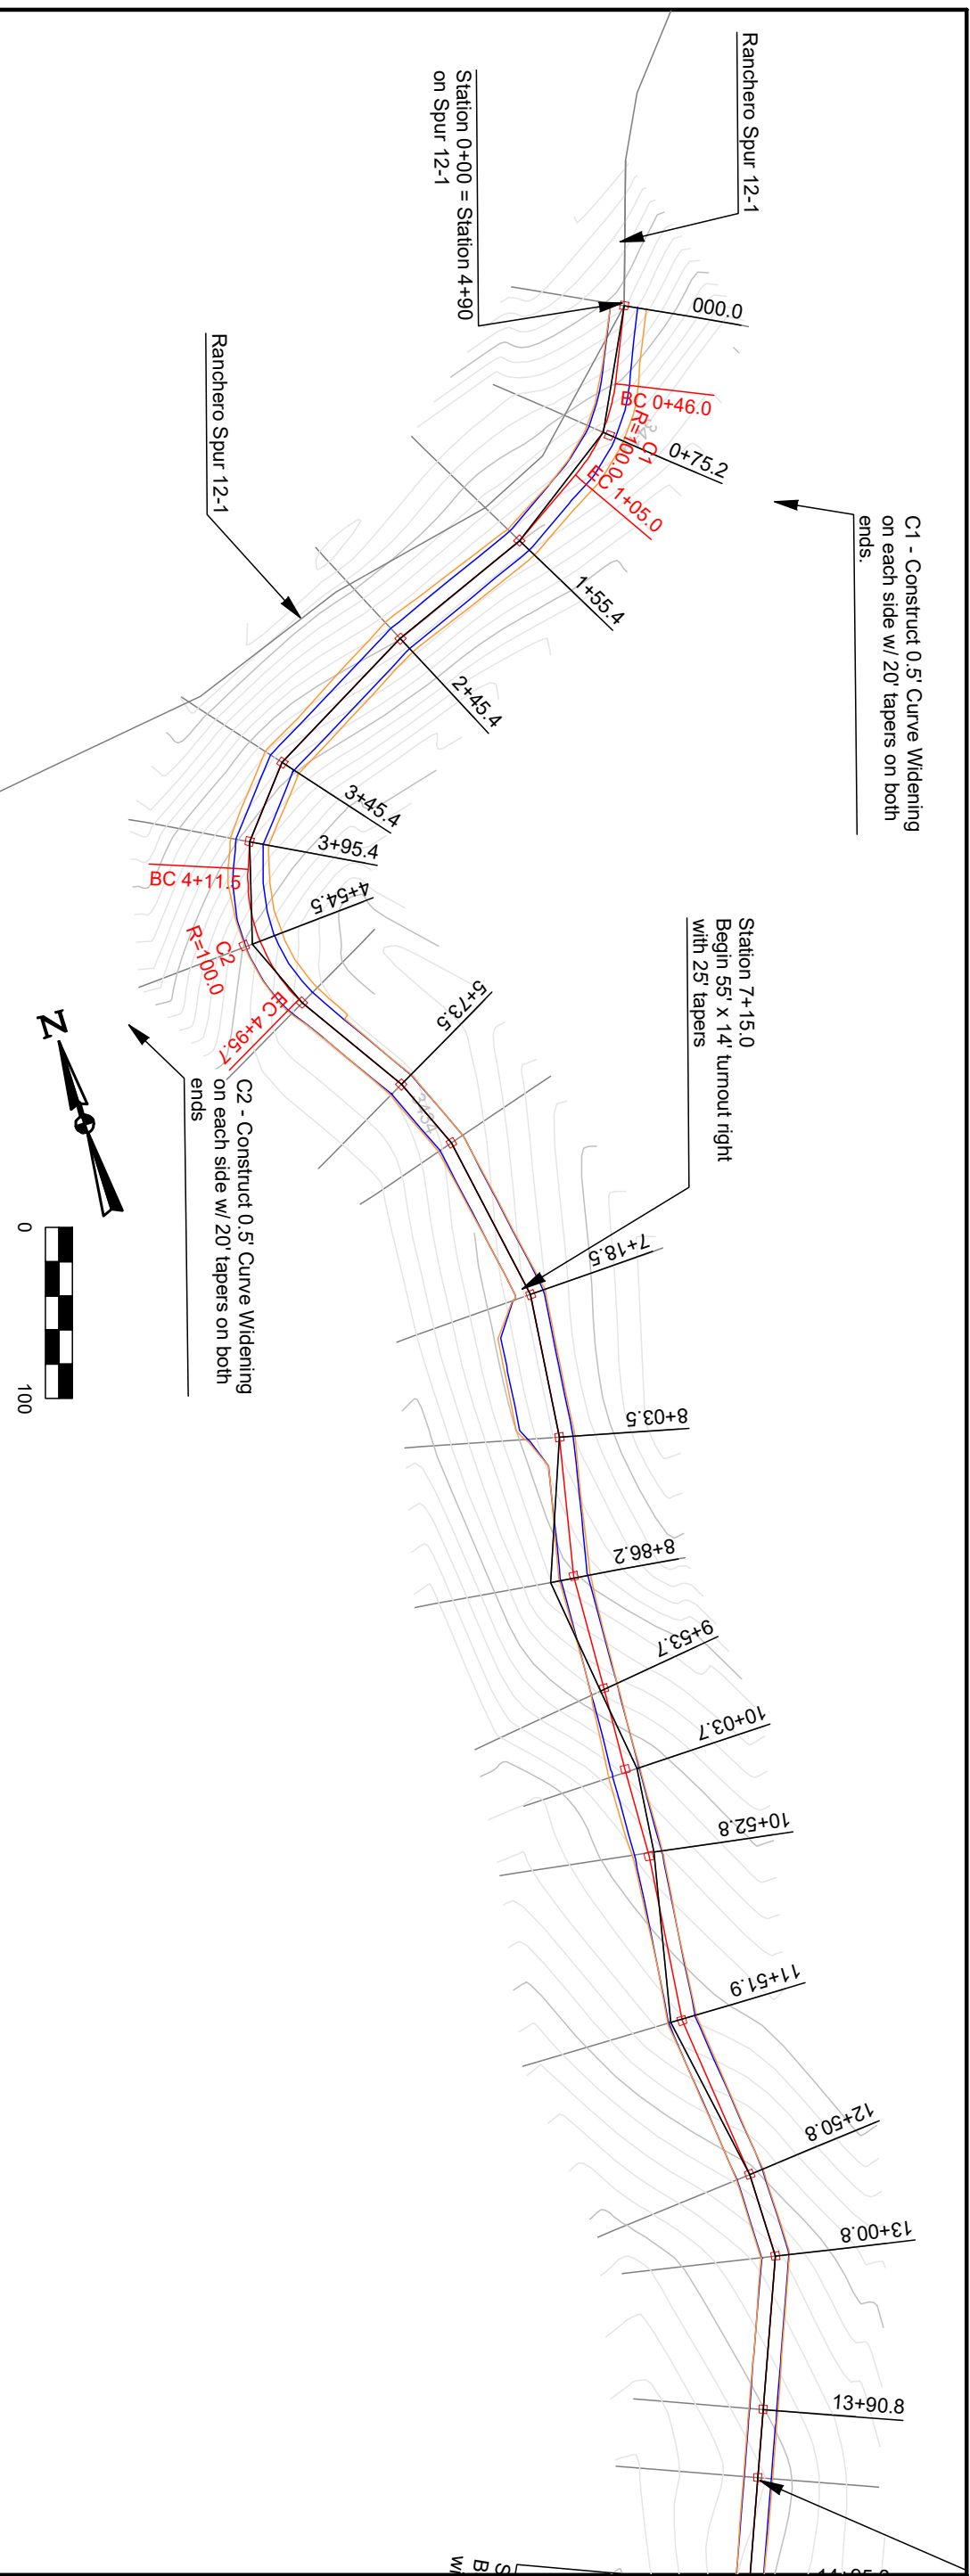 Ranchero Spur 12-1
Station 0+00 = Station 4+90
on Spur 12-1
000.0
BC 0+46.0
C1
R=100.0
0+75.2
EC 1+05.0
C1 - Construct 0.5' Curve Widening
on each side w/ 20' tapers on both
ends.
Ranchero Spur 12-1
1+55.4
2+45.4
3+45.4
3+95.4
BC 4+11.5
4+54.5
C2
R=100.0
EC 4+95.7
5+73.5
3434
C2 - Construct 0.5' Curve Widening
on each side w/ 20' tapers on both
ends
Station 7+15.0
Begin 55' x 14' turnout right
with 25' tapers
N
0
100
7+18.5
8+03.5
8+86.2
9+53.7
10+03.7
10+52.8
11+51.9
12+50.8
13+00.8
13+90.8
S
B
wi